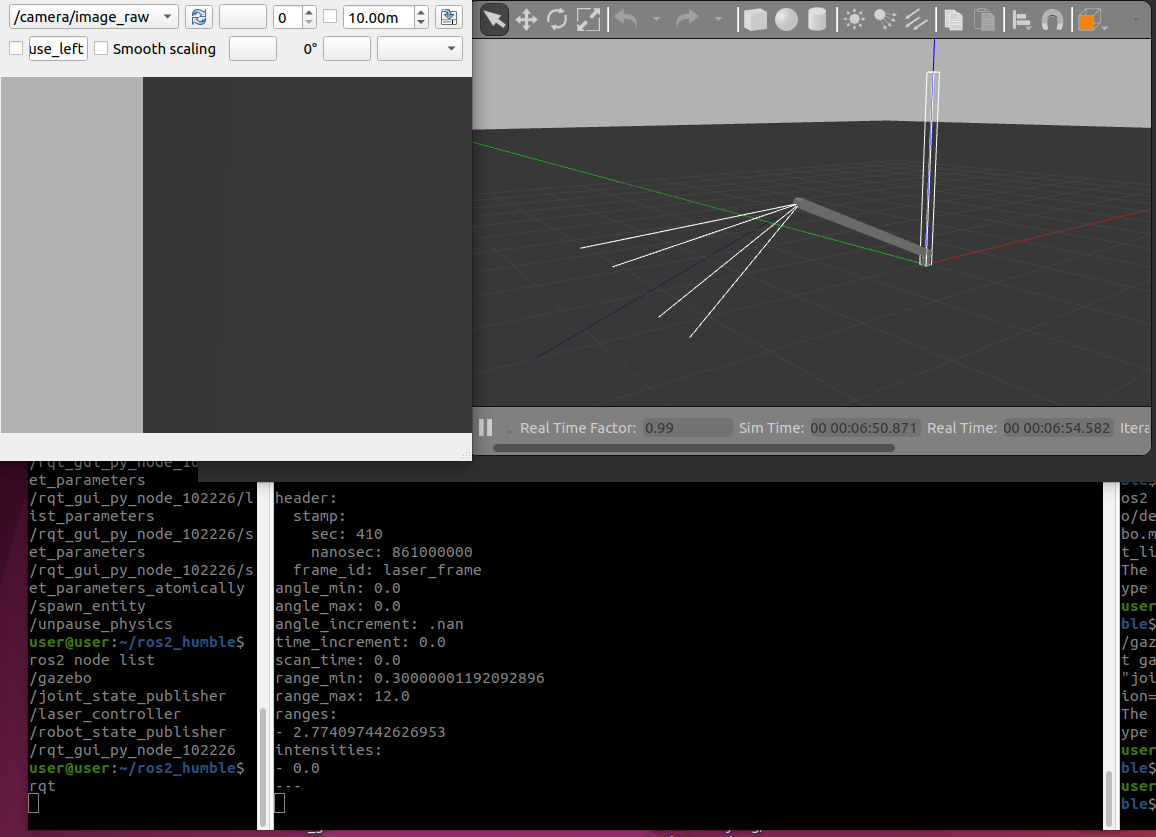 /camera/image_raw
0
10.00m
use_left
Smooth scaling
0°
Real Time Factor: 0.99 Sim Time: 00 00:06:50.871 Real Time: 00 00:06:54.582 Itera
/rqt_gui_py_node_10
et_parameters
/rqt_gui_py_node_102226/l
ist_parameters
/rqt_gui_py_node_102226/s
et_parameters
/rqt_gui_py_node_102226/s
et_parameters_atomically
/spawn_entity
/unpause_physics
user@user:~/ros2_humble$
ros2 node list
/gazebo
/joint_state_publisher
/laser_controller
/robot_state_publisher
/rqt_gui_py_node_102226
user@user:~/ros2_humble$
rqt
header:
stamp:
sec: 410
nanosec: 861000000
frame_id: laser_frame
angle_min: 0.0
angle_max: 0.0
angle_increment: .nan
time_increment: 0.0
scan_time: 0.0
range_min: 0.30000001192092896
range_max: 12.0
ranges:
- 2.774097442626953
intensities:
- 0.0
---
ble$
os2
o/de
bo.m
t_li
The
ype
user
ble$
/gaz
t ga
"joi
ion=
The
ype
user
ble$
user
ble$